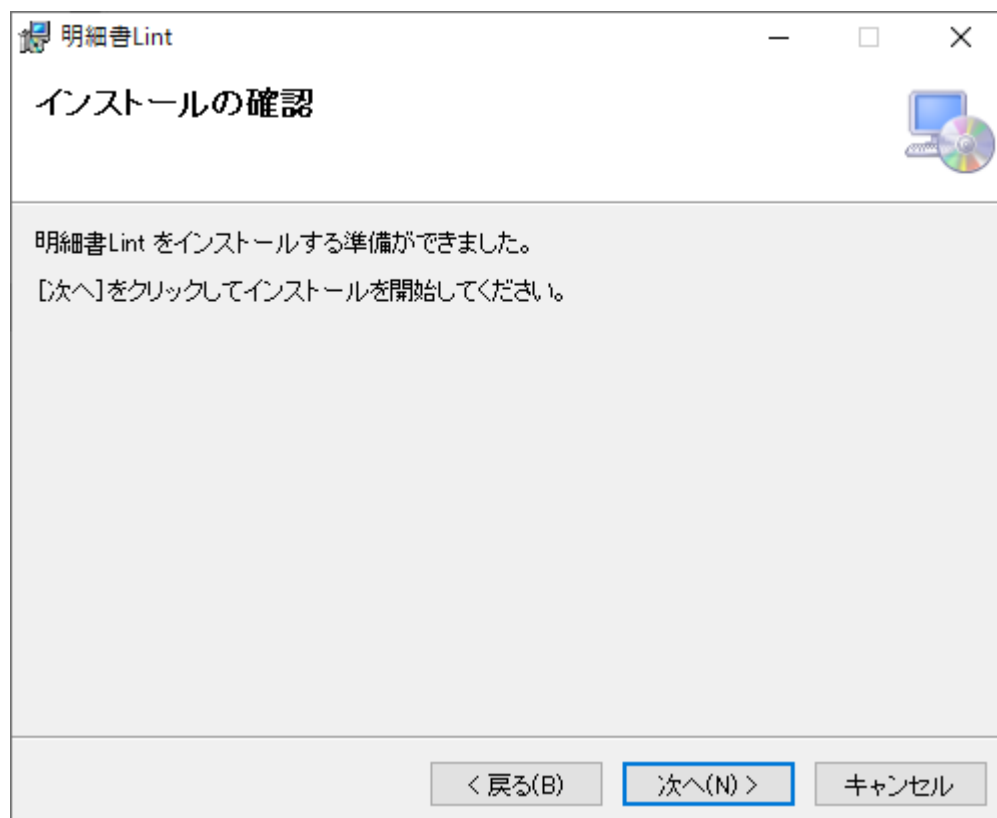 明細書Lint
インストールの確認
明細書Lint をインストールする準備ができました。
[次へ]をクリックしてインストールを開始してください。
< 戻る(B)
次へ(N) >
キャンセル